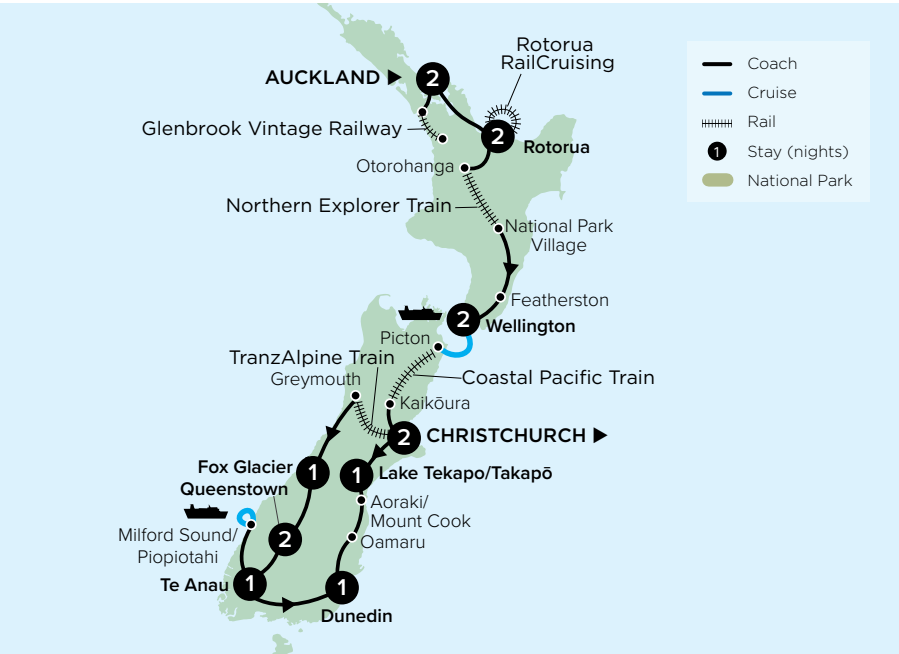 Rotorua
RailCruising
AUCKLAND ▶
2
Glenbrook Vintage Railway
2
Rotorua
Otorohanga
Northern Explorer Train
National Park
Village
Featherston
2
Wellington
Picton
TranzAlpine Train
Greymouth
Coastal Pacific Train
Kaikōura
2
CHRISTCHURCH ▶
Fox Glacier
1
1
Lake Tekapo/Takapō
Queenstown
Aoraki/
Mount Cook
2
Oamaru
Milford Sound/
Piopiotahi
Te Anau
1
1
Dunedin
Coach
Cruise
Rail
1
Stay (nights)
National Park